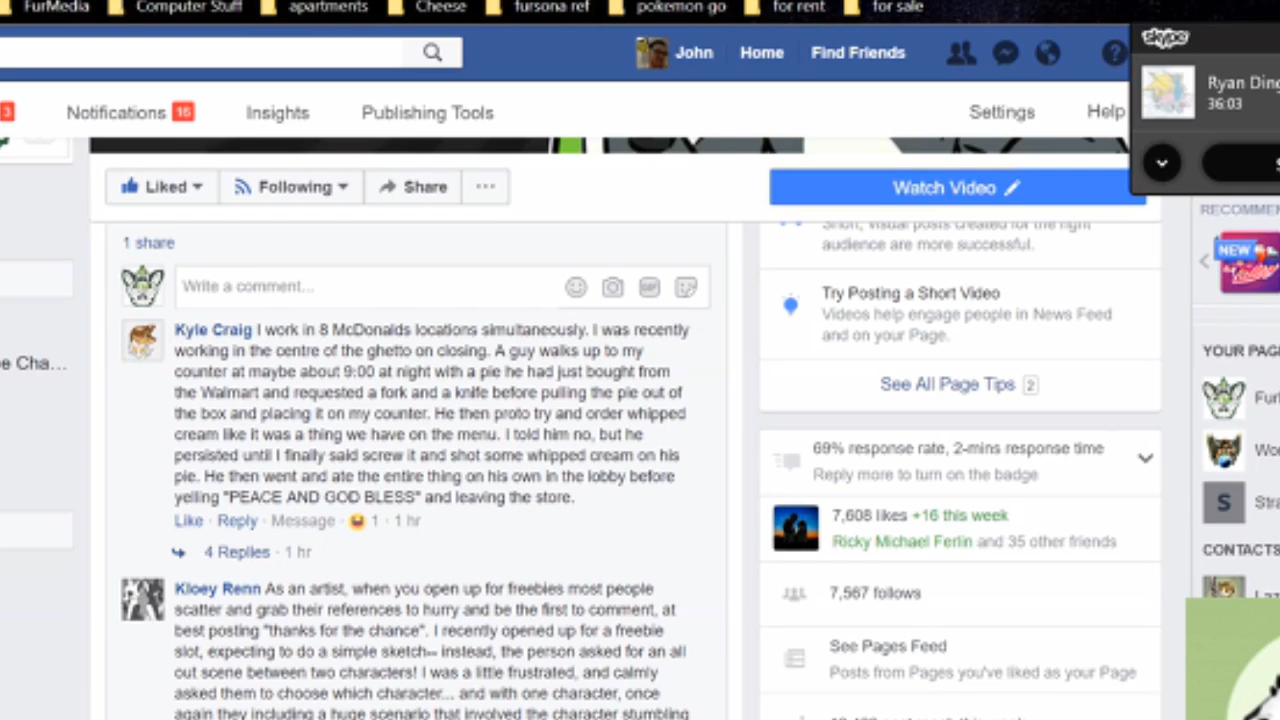 FurMedia Computer Stuff apartments Cheese fursona ref pokemon go for rent for sale
skype
John Home Find Friends
Ryan Ding
36:03
3 Notifications 15 Insights Publishing Tools Settings Help
Liked Following Share ... Watch Video
RECOMMEN
1 share
Short, visual posts created for the right
audience are more successful.
NEW
Write a comment...
Try Posting a Short Video
Videos help engage people in News Feed
and on your Page.
See All Page Tips 2
Kyle Craig I work in 8 McDonalds locations simultaneously. I was recently
working in the centre of the ghetto on closing. A guy walks up to my
counter at maybe about 9:00 at night with a pie he had just bought from
the Walmart and requested a fork and a knife before pulling the pie out of
the box and placing it on my counter. He then proto try and order whipped
cream like it was a thing we have on the menu. I told him no, but he
persisted until I finally said screw it and shot some whipped cream on his
pie. He then went and ate the entire thing on his own in the lobby before
yelling "PEACE AND GOD BLESS" and leaving the store.
Like · Reply · Message · 1 · 1 hr
4 Replies · 1 hr
YOUR PAGE
e Cha...
Fur
Wo
S Stra
CONTACTS
69% response rate, 2-mins response time
Reply more to turn on the badge
7,608 likes +16 this week
Ricky Michael Ferlin and 35 other friends
7,567 follows
See Pages Feed
Posts from Pages you've liked as your Page
Kloey Renn As an artist, when you open up for freebies most people
scatter and grab their references to hurry and be the first to comment, at
best posting "thanks for the chance". I recently opened up for a freebie
slot, expecting to do a simple sketch-- instead, the person asked for an all
out scene between two characters! I was a little frustrated, and calmly
asked them to choose which character... and with one character, once
again they including a huge scenario that involved the character stumbling